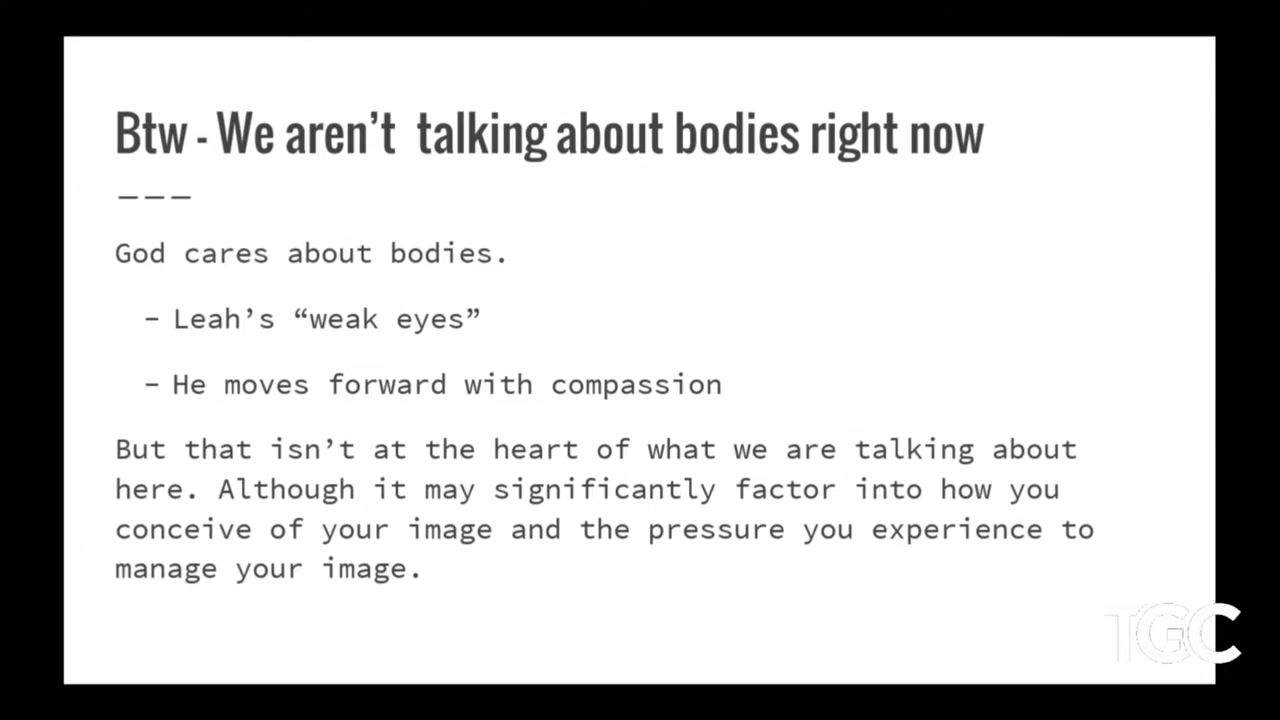 Btw - We aren’t talking about bodies right now
———
God cares about bodies.
– Leah’s “weak eyes”
– He moves forward with compassion
But that isn’t at the heart of what we are talking about
here. Although it may significantly factor into how you
conceive of your image and the pressure you experience to
manage your image.
TGC